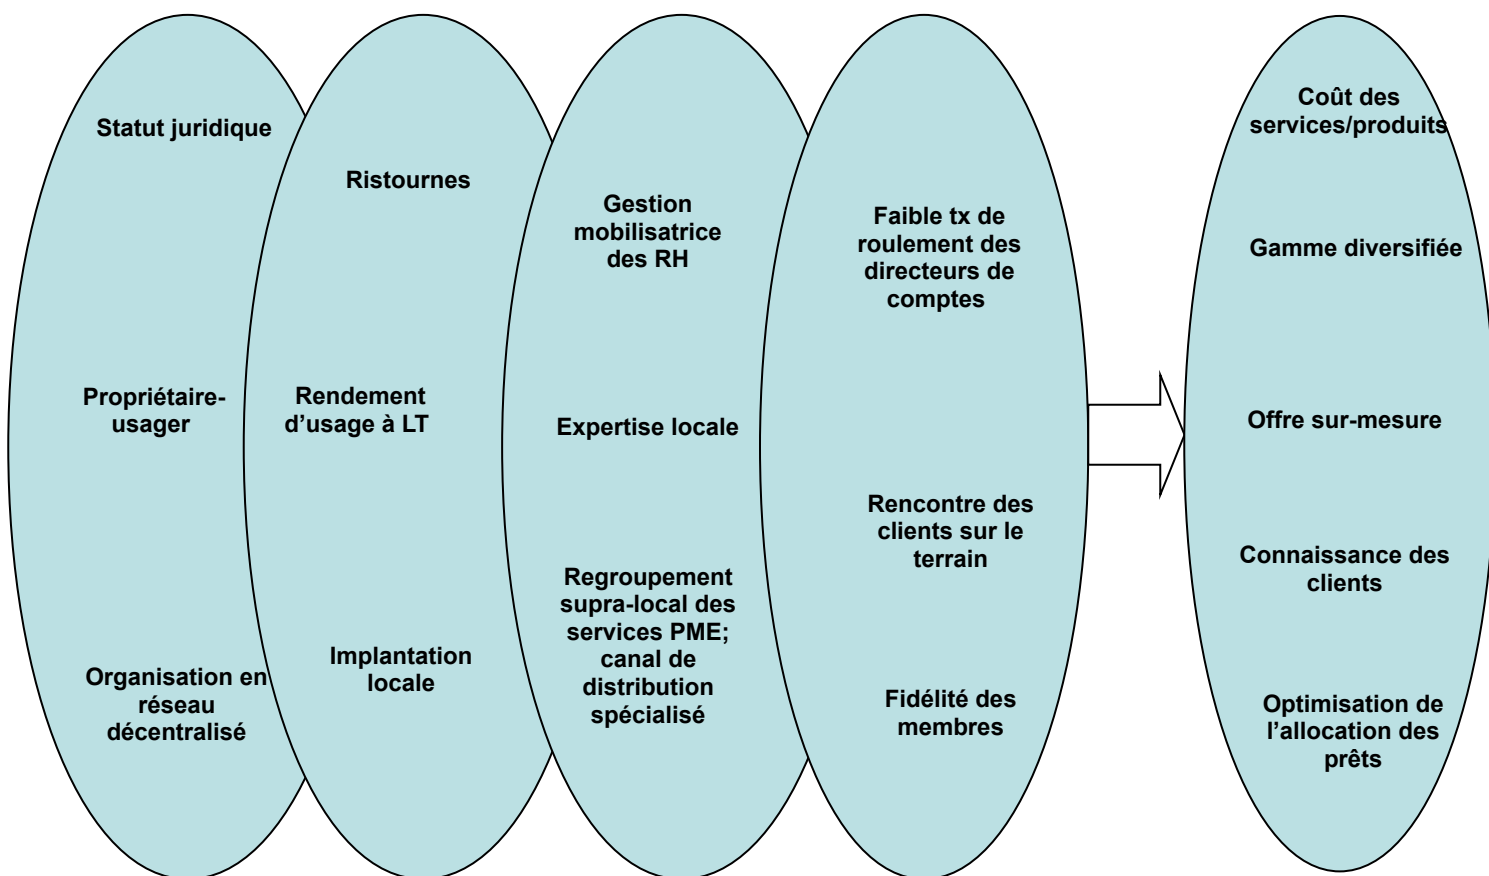 Statut juridique
Propriétaire-
usager
Organisation en
réseau
décentralisé
Ristournes
Rendement
d’usage à LT
Implantation
locale
Gestion
mobilisatrice
des RH
Expertise locale
Regroupement
supra-local des
services PME;
canal de
distribution
spécialisé
Faible tx de
roulement des
directeurs de
comptes
Rencontre des
clients sur le
terrain
Fidélité des
membres
Coût des
services/produits
Gamme diversifiée
Offre sur-mesure
Connaissance des
clients
Optimisation de
l’allocation des
prêts